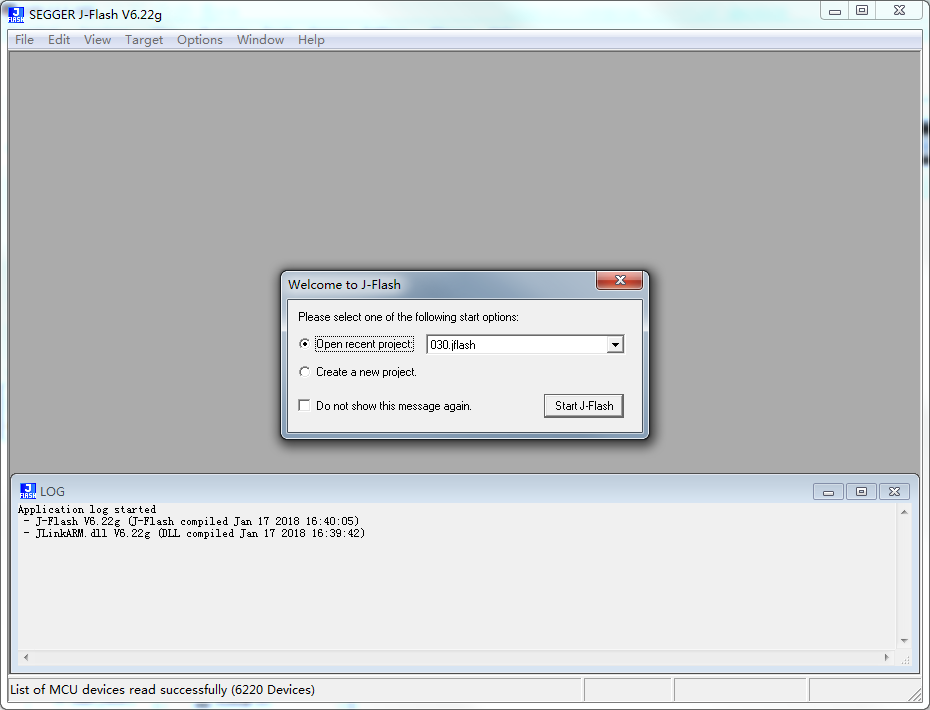 SEGGER J-Flash V6.22g
File Edit View Target Options Window Help
Welcome to J-Flash
Please select one of the following start options:
Open recent project: 030.jflash
Create a new project.
Do not show this message again. Start J-Flash
J FLASH LOG
Application log started
- J-Flash V6.22g (J-Flash compiled Jan 17 2018 16:40:05)
- JLinkARM.dll V6.22g (DLL compiled Jan 17 2018 16:39:42)
List of MCU devices read successfully (6220 Devices)